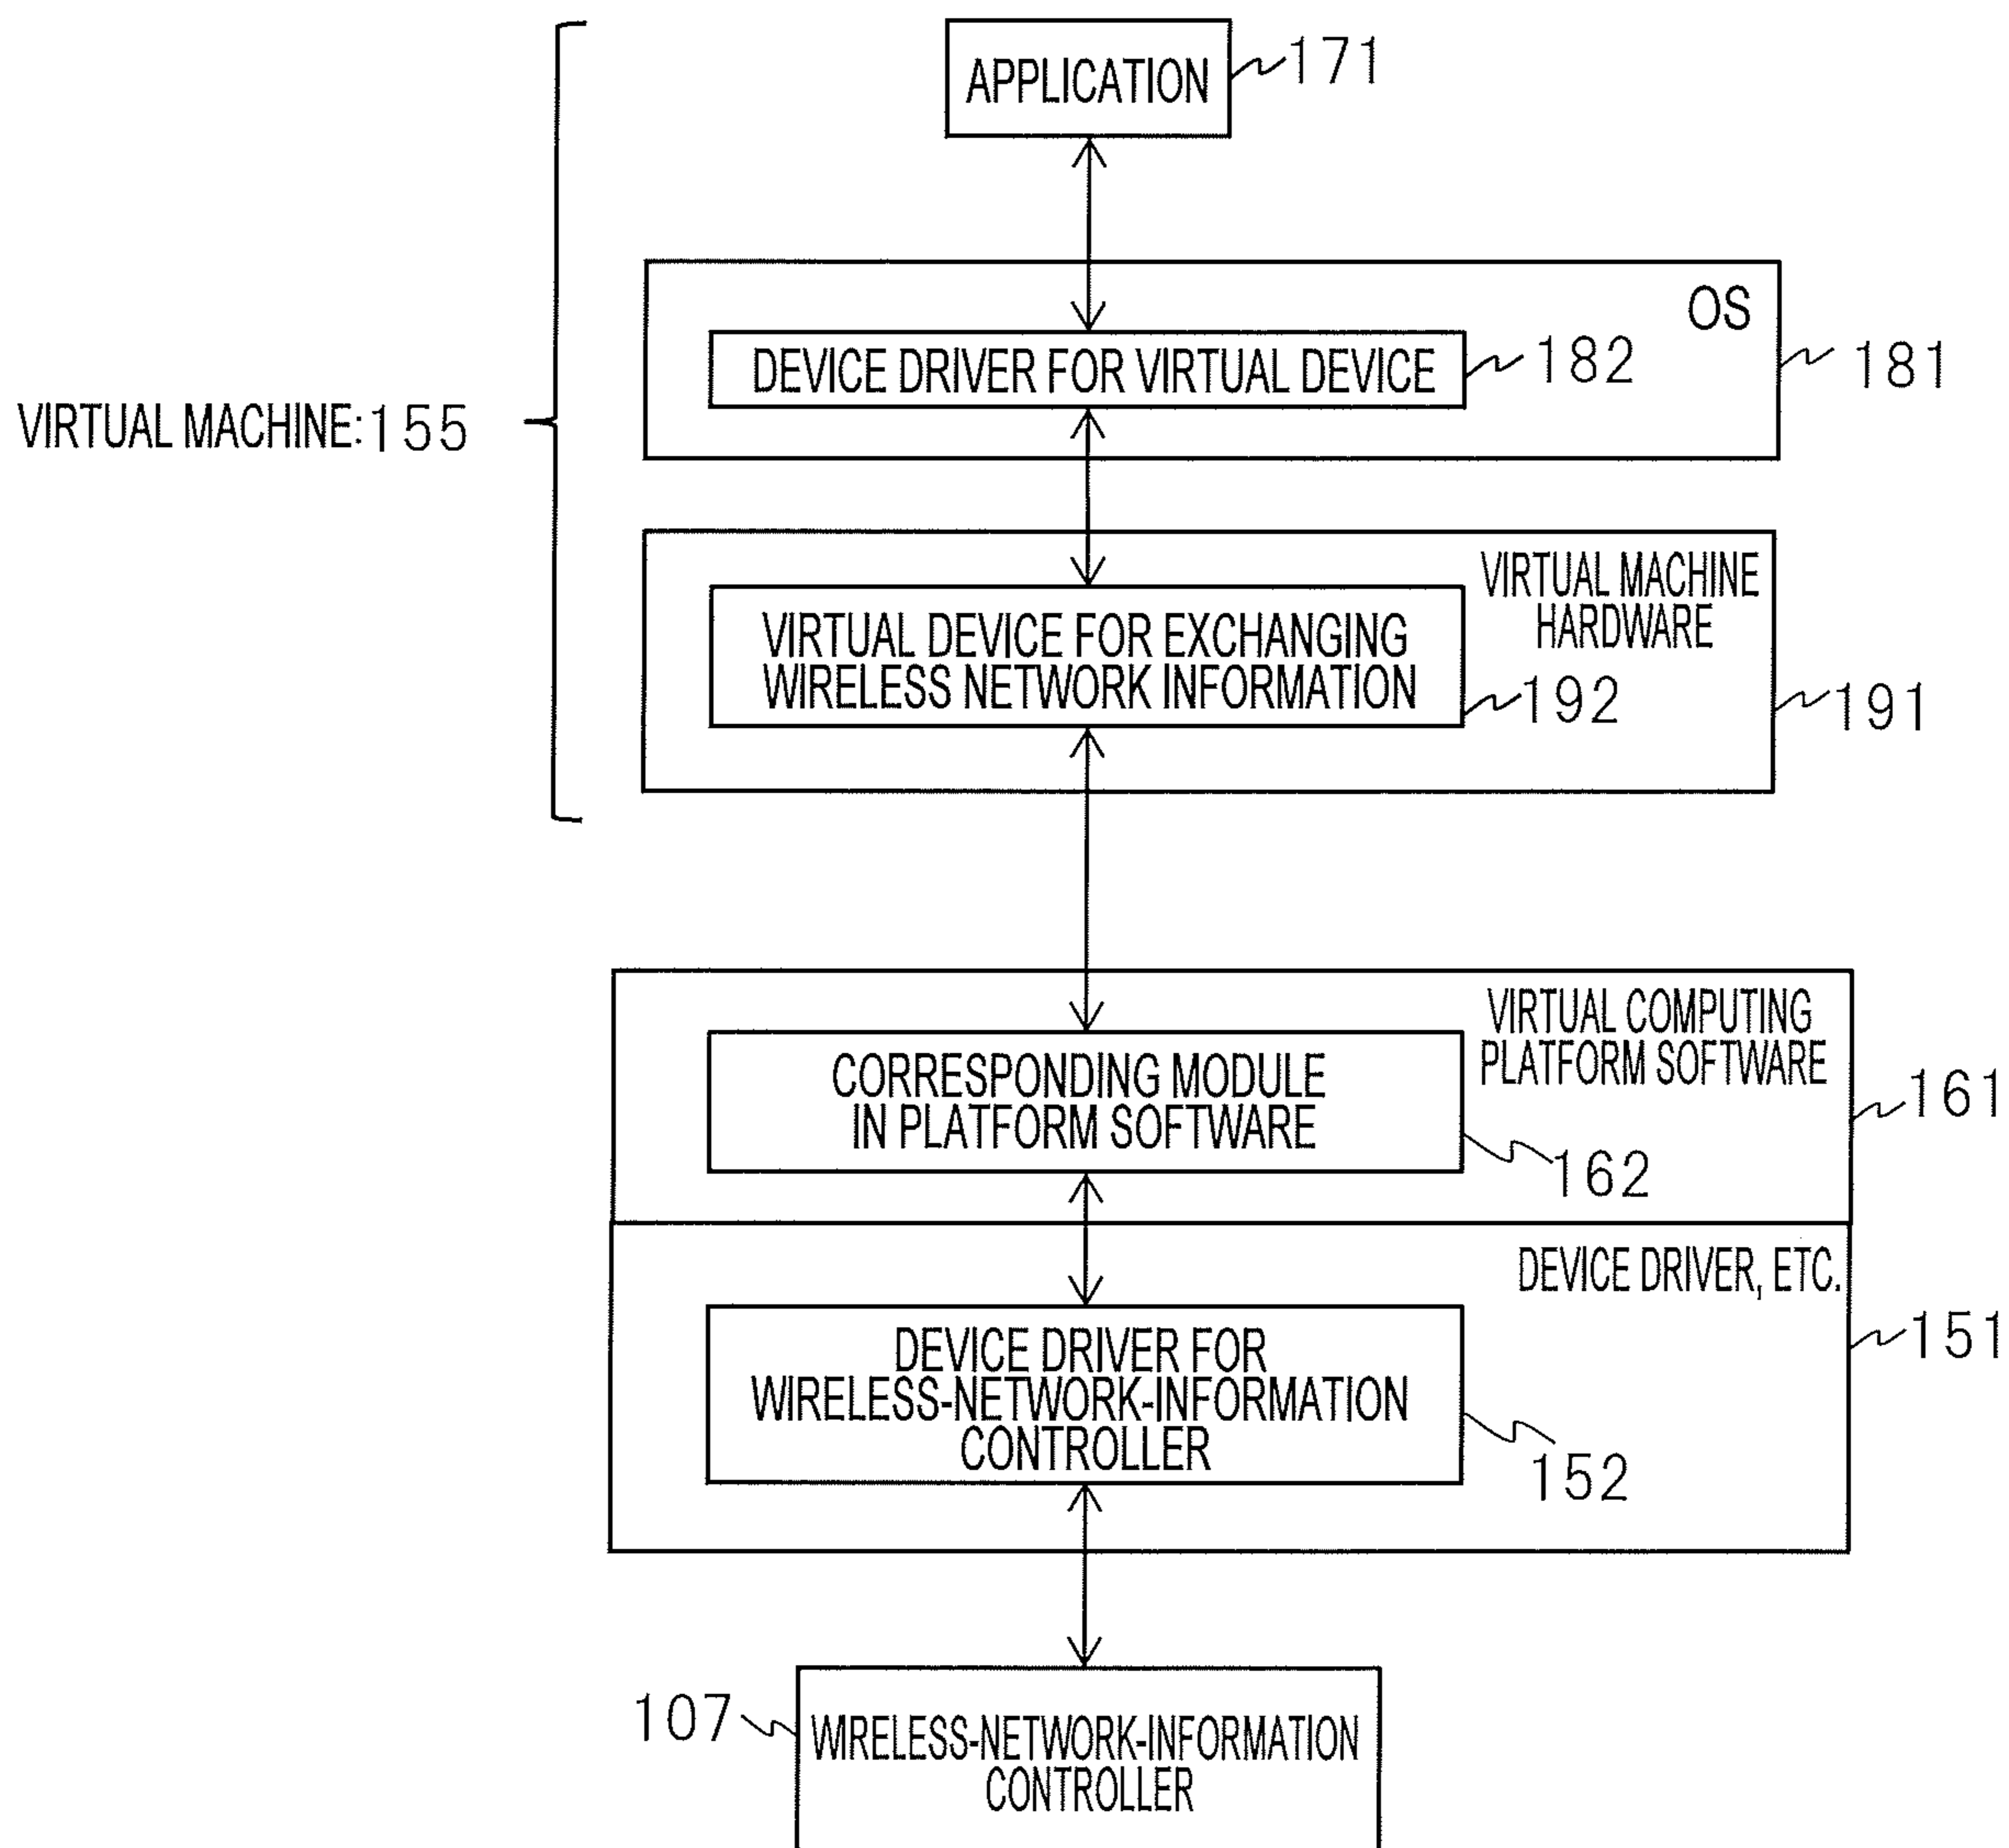 APPLICATION
171
OS
DEVICE DRIVER FOR VIRTUAL DEVICE
182
181
VIRTUAL MACHINE:155
VIRTUAL MACHINE
HARDWARE
VIRTUAL DEVICE FOR EXCHANGING
WIRELESS NETWORK INFORMATION
192
191
VIRTUAL COMPUTING
PLATFORM SOFTWARE
CORRESPONDING MODULE
IN PLATFORM SOFTWARE
161
162
DEVICE DRIVER, ETC.
151
DEVICE DRIVER FOR
WIRELESS-NETWORK-INFORMATION
CONTROLLER
152
107
WIRELESS-NETWORK-INFORMATION
CONTROLLER